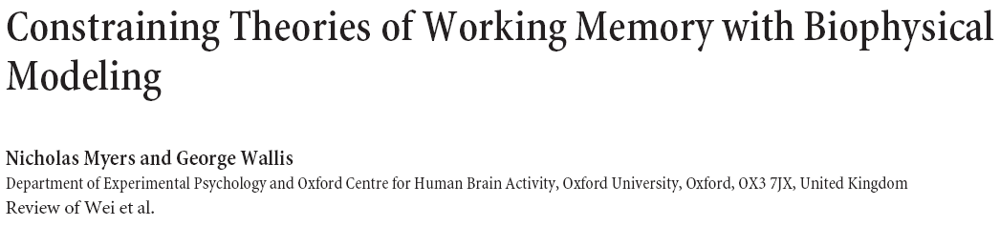 Constraining Theories of Working Memory with Biophysical
Modeling
Nicholas Myers and George Wallis
Department of Experimental Psychology and Oxford Centre for Human Brain Activity, Oxford University, Oxford, OX3 7JX, United Kingdom
Review of Wei et al.